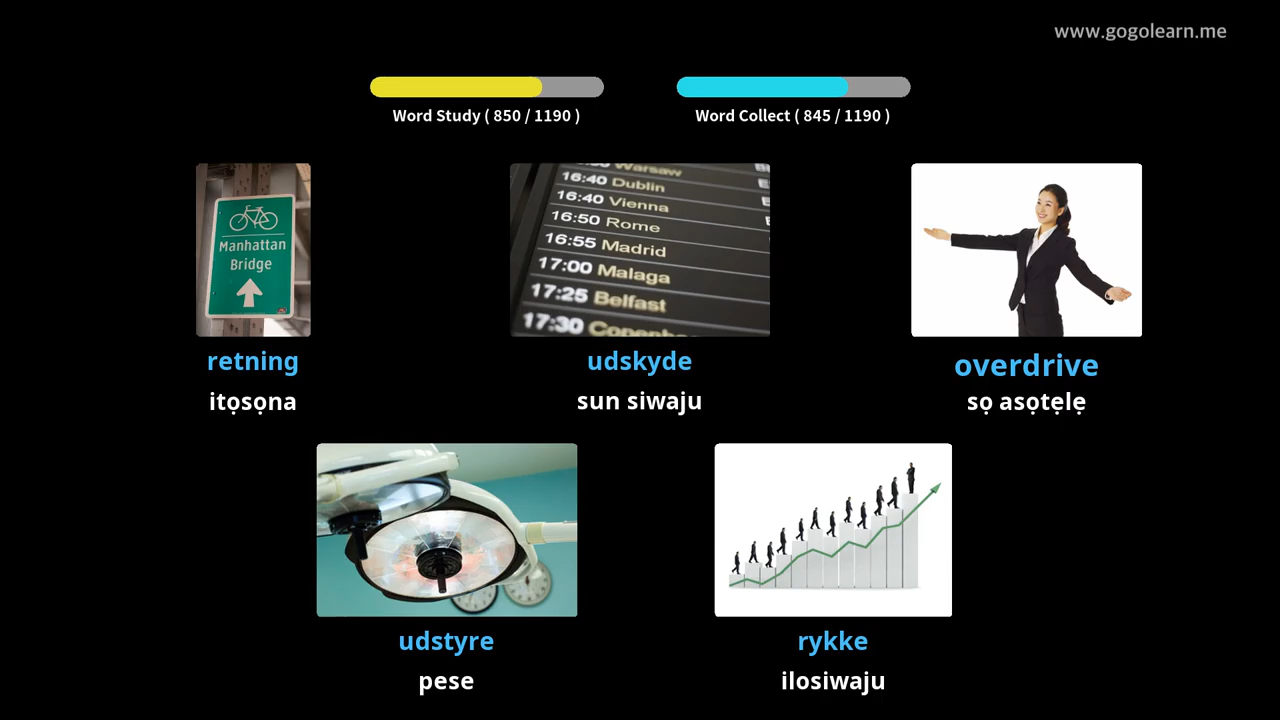 www.gogolearn.me
Word Study ( 850 / 1190 )
Word Collect ( 845 / 1190 )
Manhattan
Bridge
Warsaw
16:40 Dublin
16:40 Vienna
16:50 Rome
16:55 Madrid
17:00 Malaga
17:25 Belfast
17:30
retning
udskyde
overdrive
itọsọna
sun siwaju
sọ asọtẹlẹ
udstyre
rykke
pese
ilosiwaju